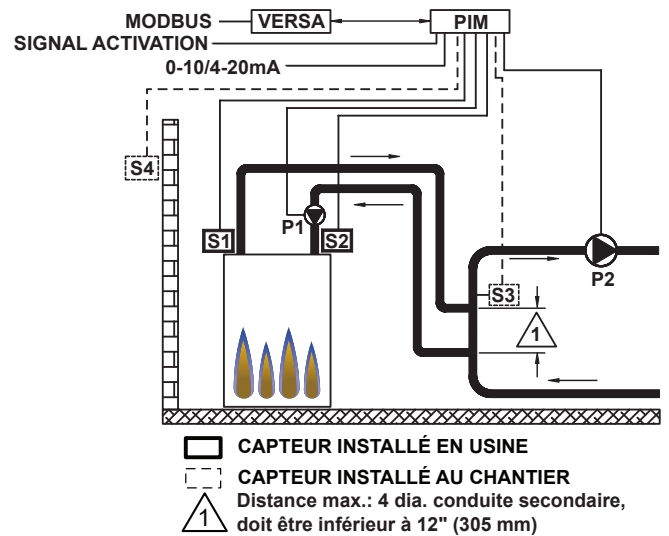 MODBUS VERSA PIM
SIGNAL ACTIVATION
0-10/4-20mA
S4
S1 P1 S2
S3
P2
1
CAPTEUR INSTALLÉ EN USINE
CAPTEUR INSTALLÉ AU CHANTIER
1 Distance max.: 4 dia. conduite secondaire,
doit être inférieur à 12" (305 mm)